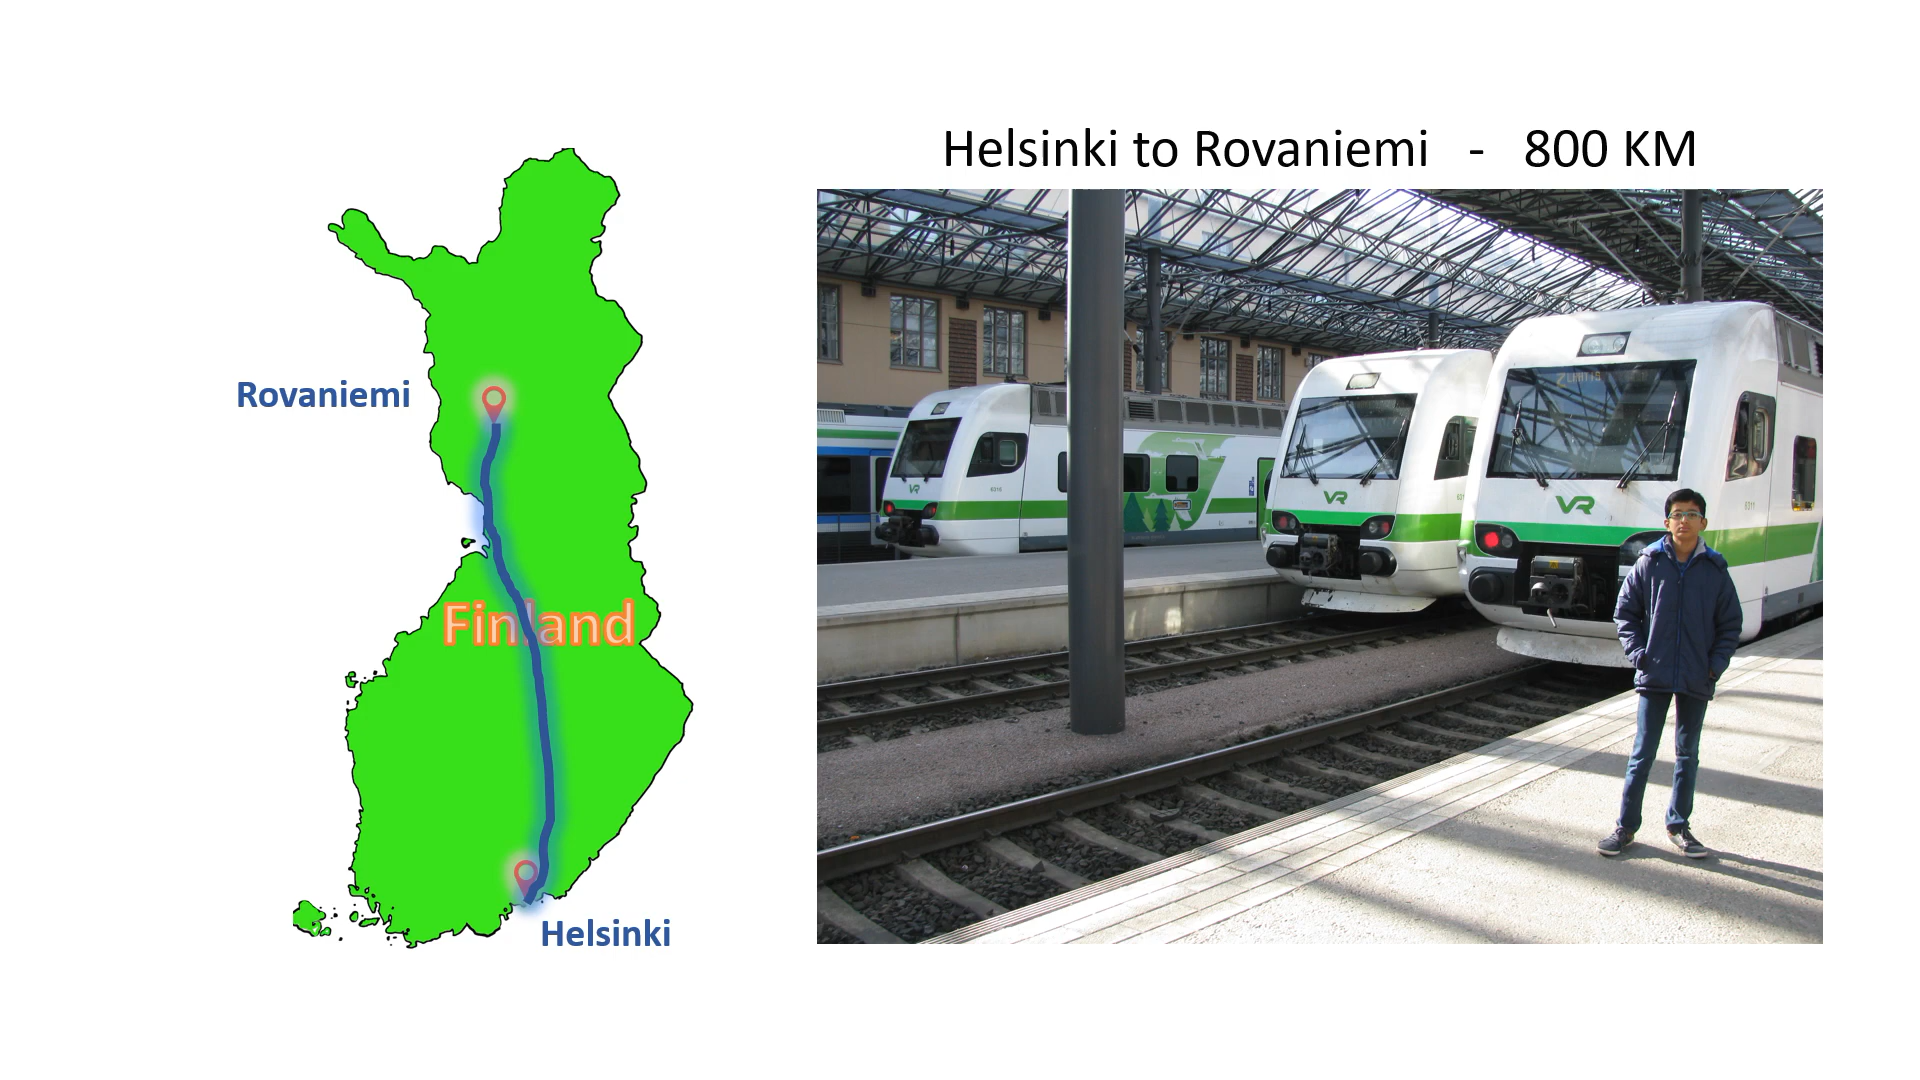 Helsinki to Rovaniemi - 800 KM
Rovaniemi
Finland
Helsinki
VR
VR
VR